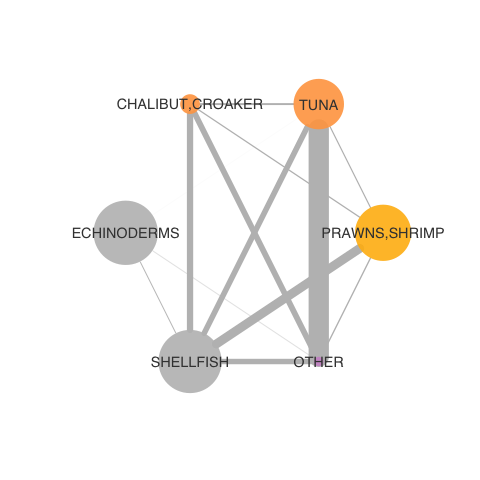 CHALIBUT,CROAKER
TUNA
ECHINODERMS
PRAWNS,SHRIMP
SHELLFISH
OTHER